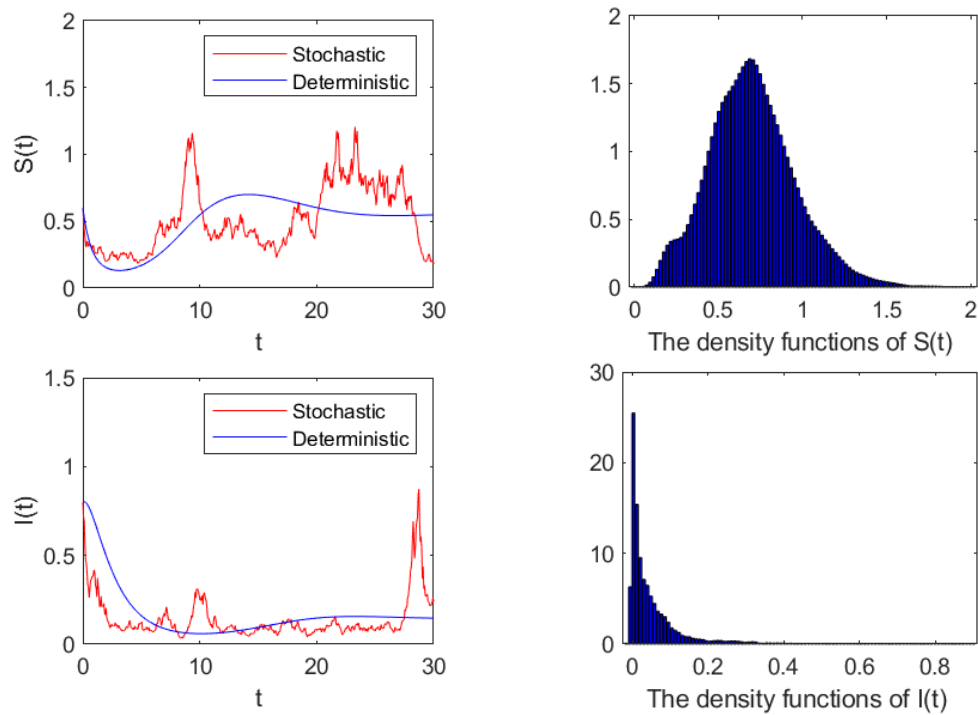 2
1.5
1
0.5
0
S(t)
Stochastic
Deterministic
0 10 20 30
t
2
1.5
1
0.5
0
0 0.5 1 1.5 2
The density functions of S(t)
1.5
1
0.5
0
I(t)
Stochastic
Deterministic
0 10 20 30
t
30
20
10
0
0 0.2 0.4 0.6 0.8
The density functions of I(t)